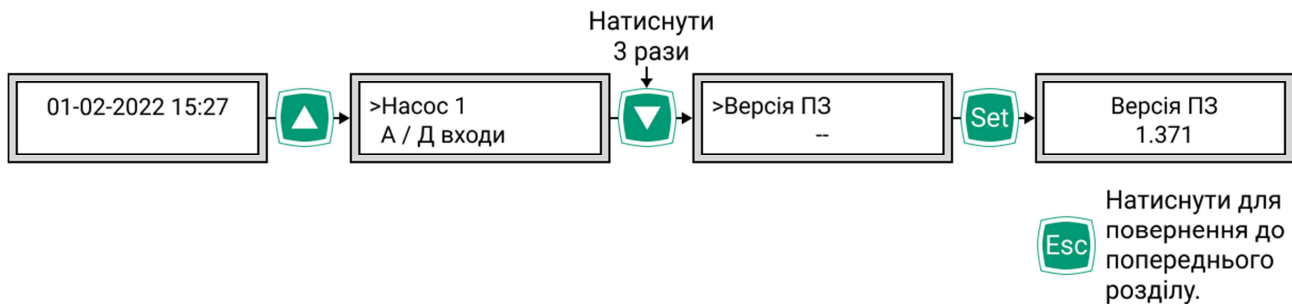 Натиснути
3 рази
01-02-2022 15:27
>Насос 1
А / Д входи
>Версія ПЗ
--
Set
Версія ПЗ
1.371
Esc
Натиснути для
повернення до
попереднього
розділу.